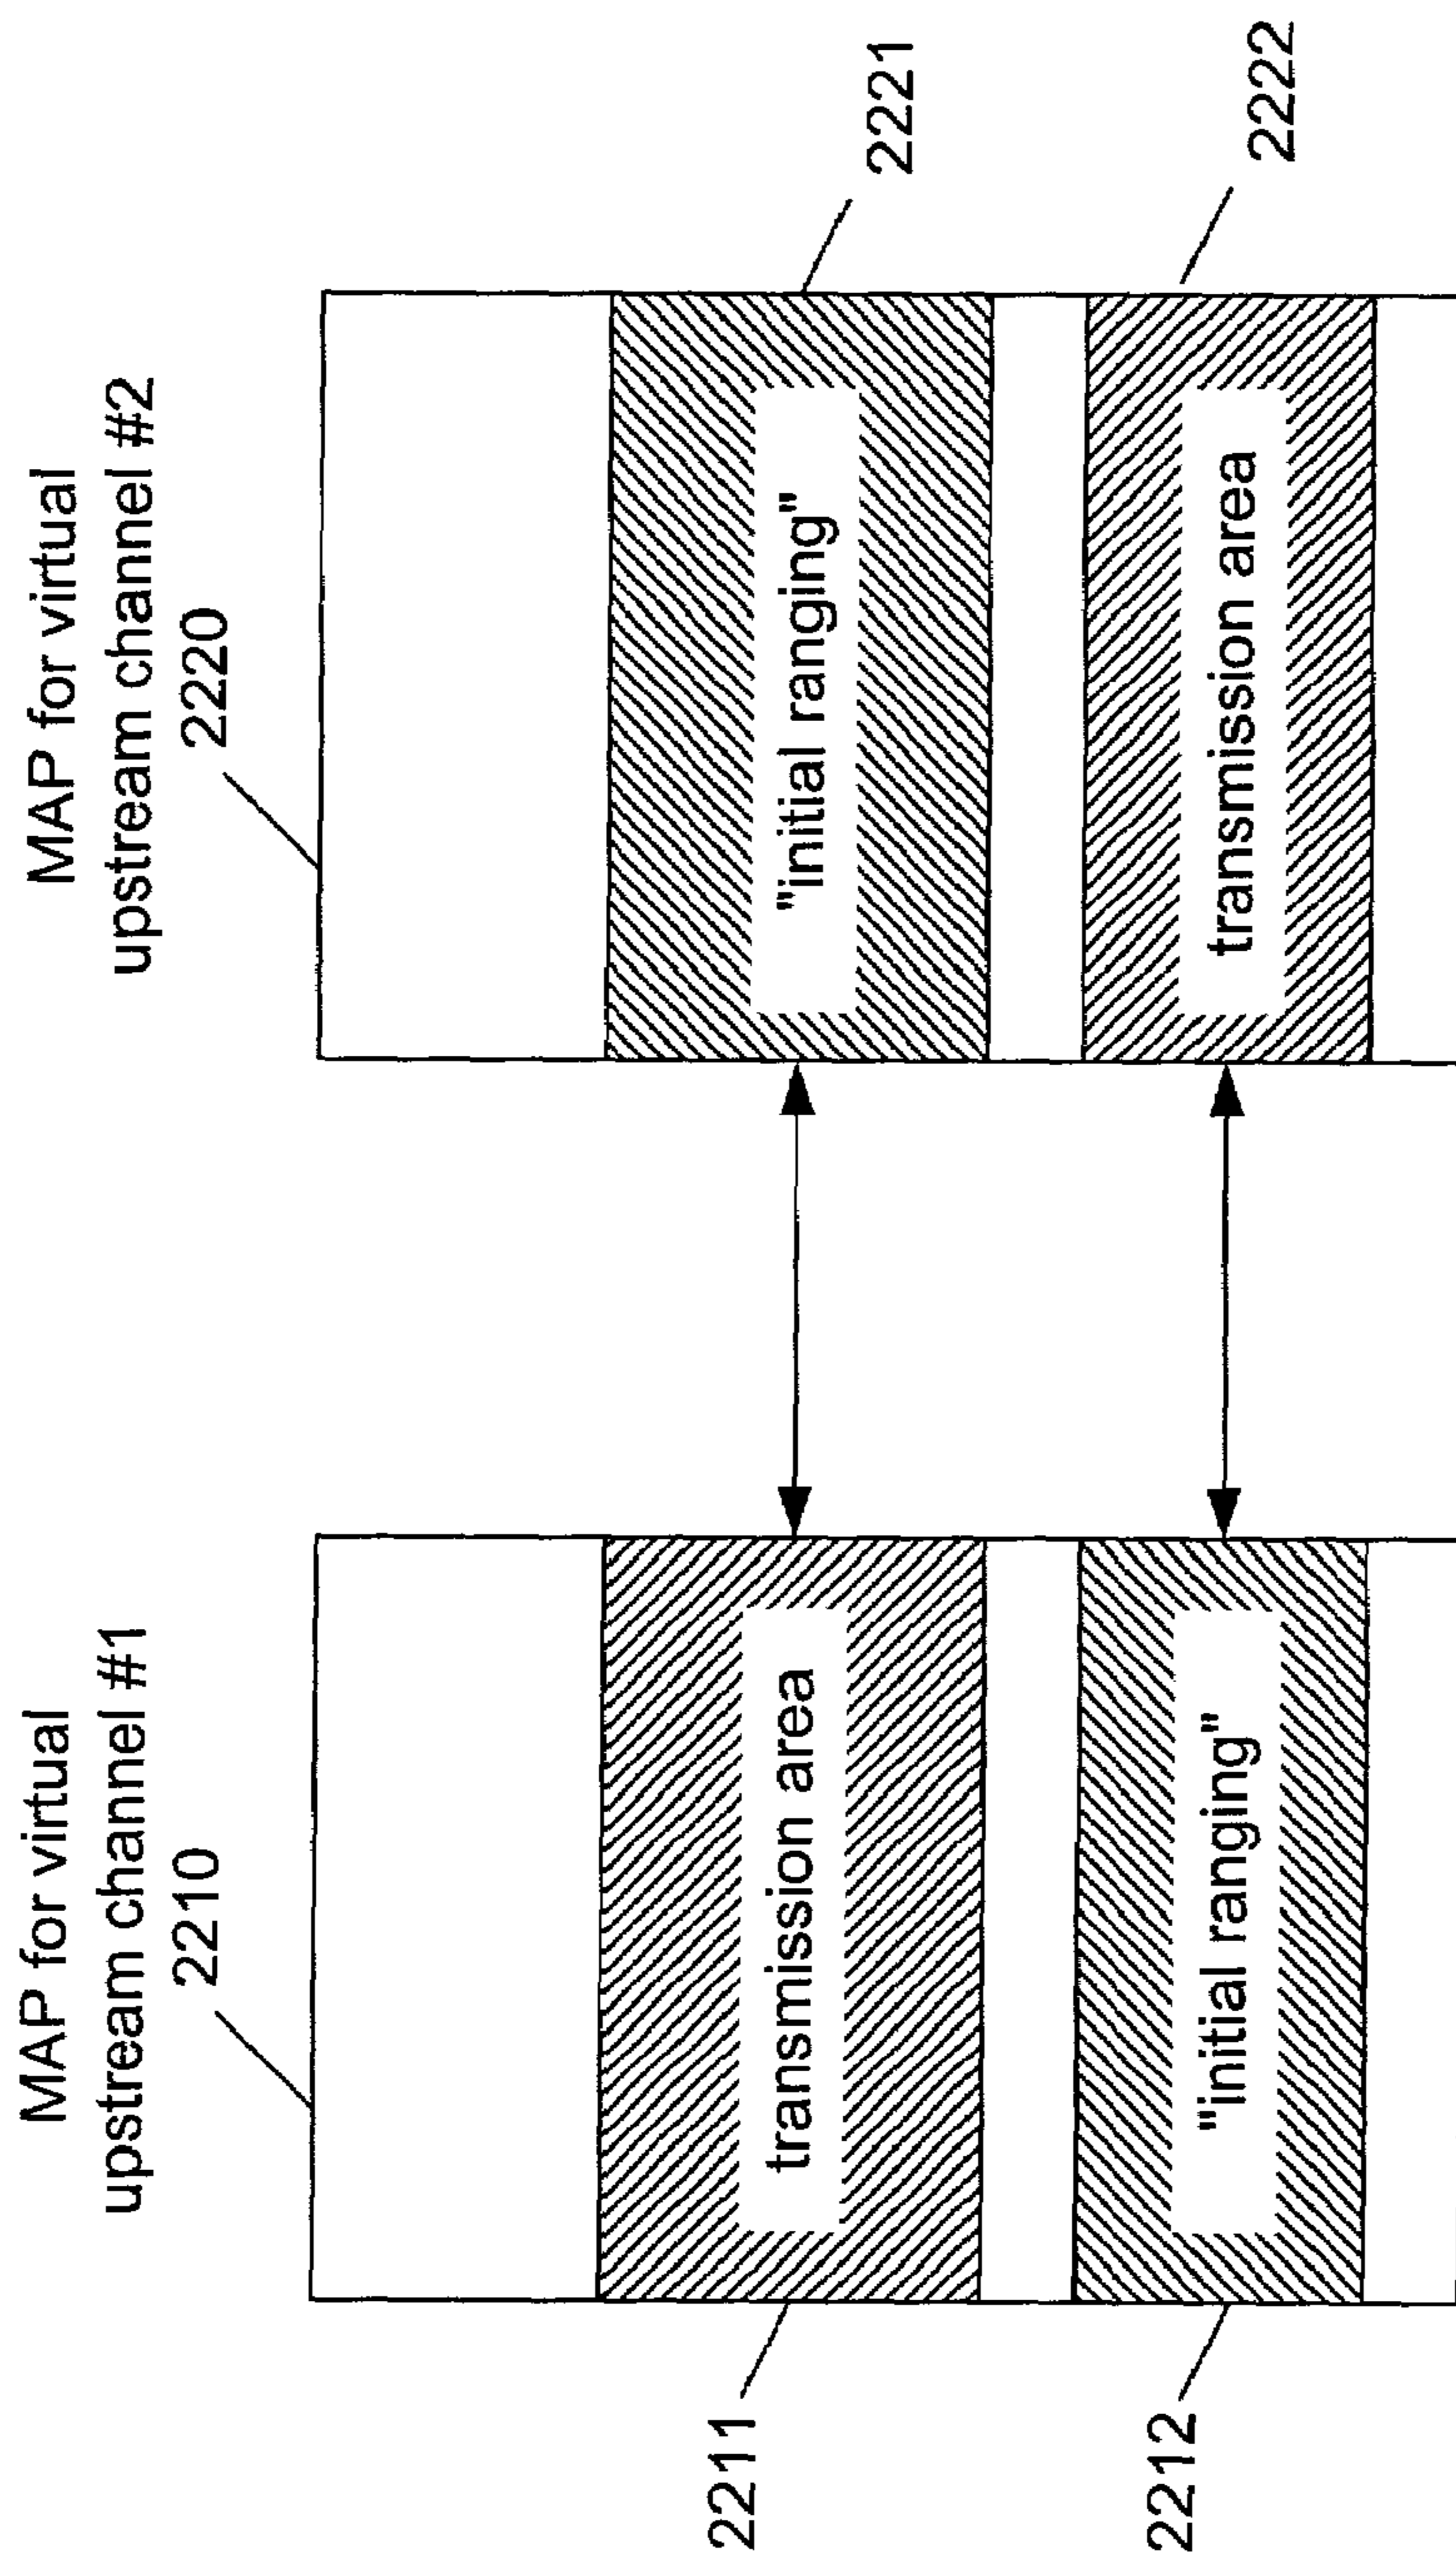 MAP for virtual
upstream channel #1
2210
2211
transmission area
2212
"initial ranging"
MAP for virtual
upstream channel #2
2220
"initial ranging"
2221
transmission area
2222